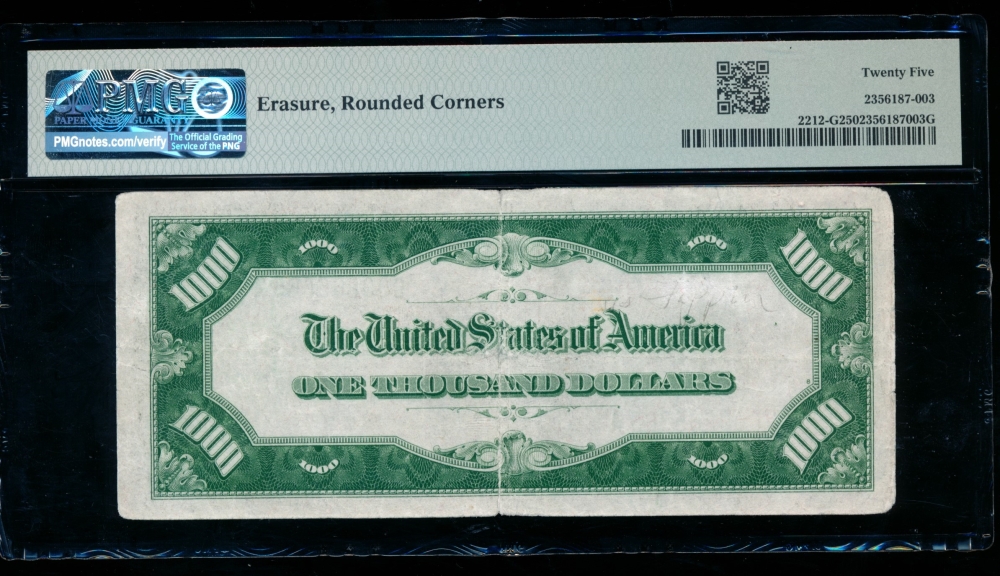 PMG
PAPER MONEY GUARANTY
PMGnotes.com/verify
The Official Grading
Service of the PNG
Erasure, Rounded Corners
Twenty Five
2356187-003
2212-G2502356187003G
1000 1000 1000 1000
The United States of America
ONE THOUSAND DOLLARS
1000 1000 1000 1000